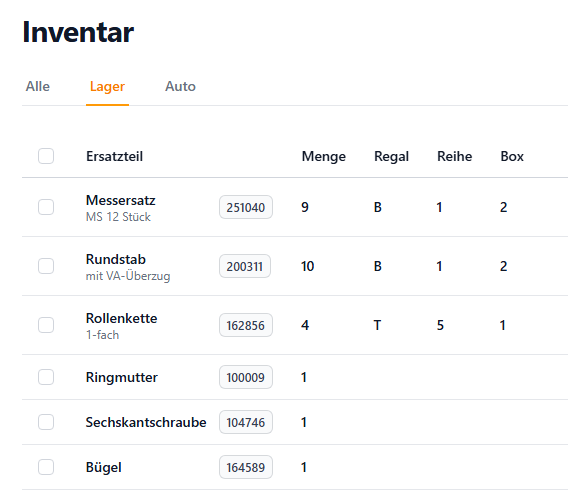 Inventar
Alle Lager Auto
Ersatzteil Menge Regal Reihe Box
Messersatz 251040 9 B 1 2
MS 12 Stück
Rundstab 200311 10 B 1 2
mit VA-Überzug
Rollenkette 162856 4 T 5 1
1-fach
Ringmutter 100009 1
Sechskantschraube 104746 1
Bügel 164589 1